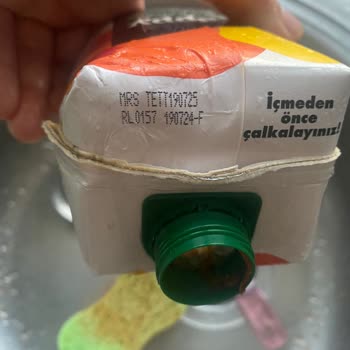 MRS TETT190725
RL0157 190724-F
İçmeden
önce
çalkalayınız!